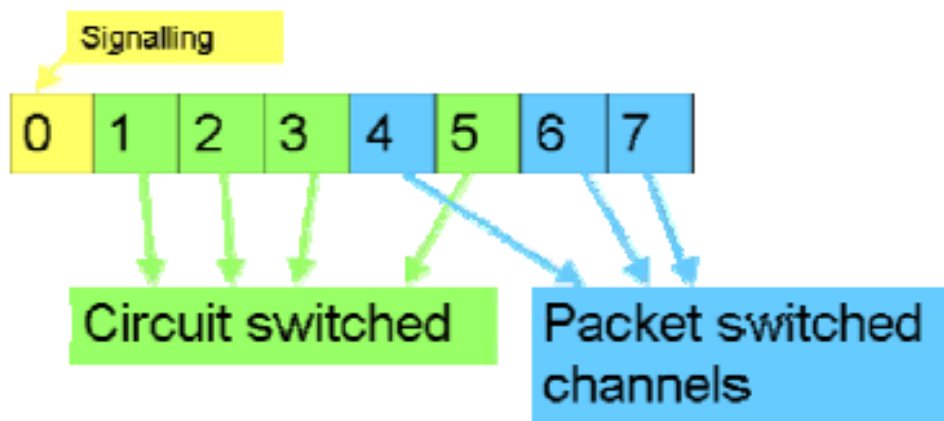 Signalling
0 1 2 3 4 5 6 7
Circuit switched
Packet switched
channels